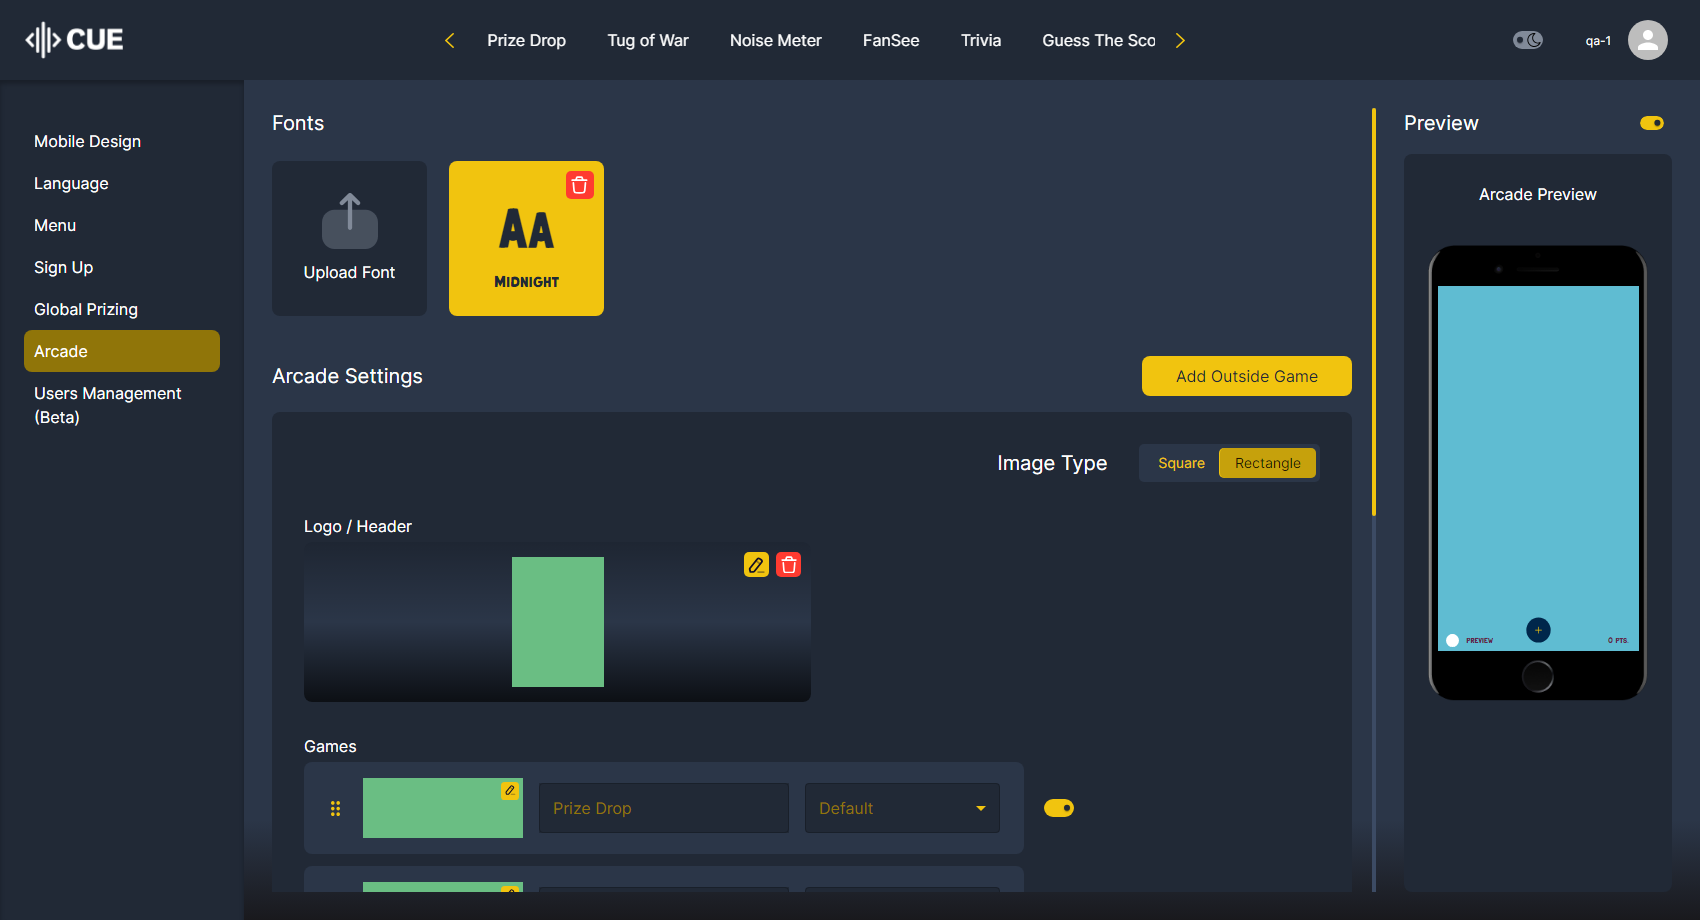 CUE
Prize Drop
Tug of War
Noise Meter
FanSee
Trivia
Guess The Sco
qa-1
Mobile Design
Language
Menu
Sign Up
Global Prizing
Arcade
Users Management
(Beta)
Fonts
Upload Font
AA
MIDNIGHT
Arcade Settings
Add Outside Game
Image Type
Square
Rectangle
Logo / Header
Games
Prize Drop
Default
Preview
Arcade Preview
PREVIEW
+
0 PTS.